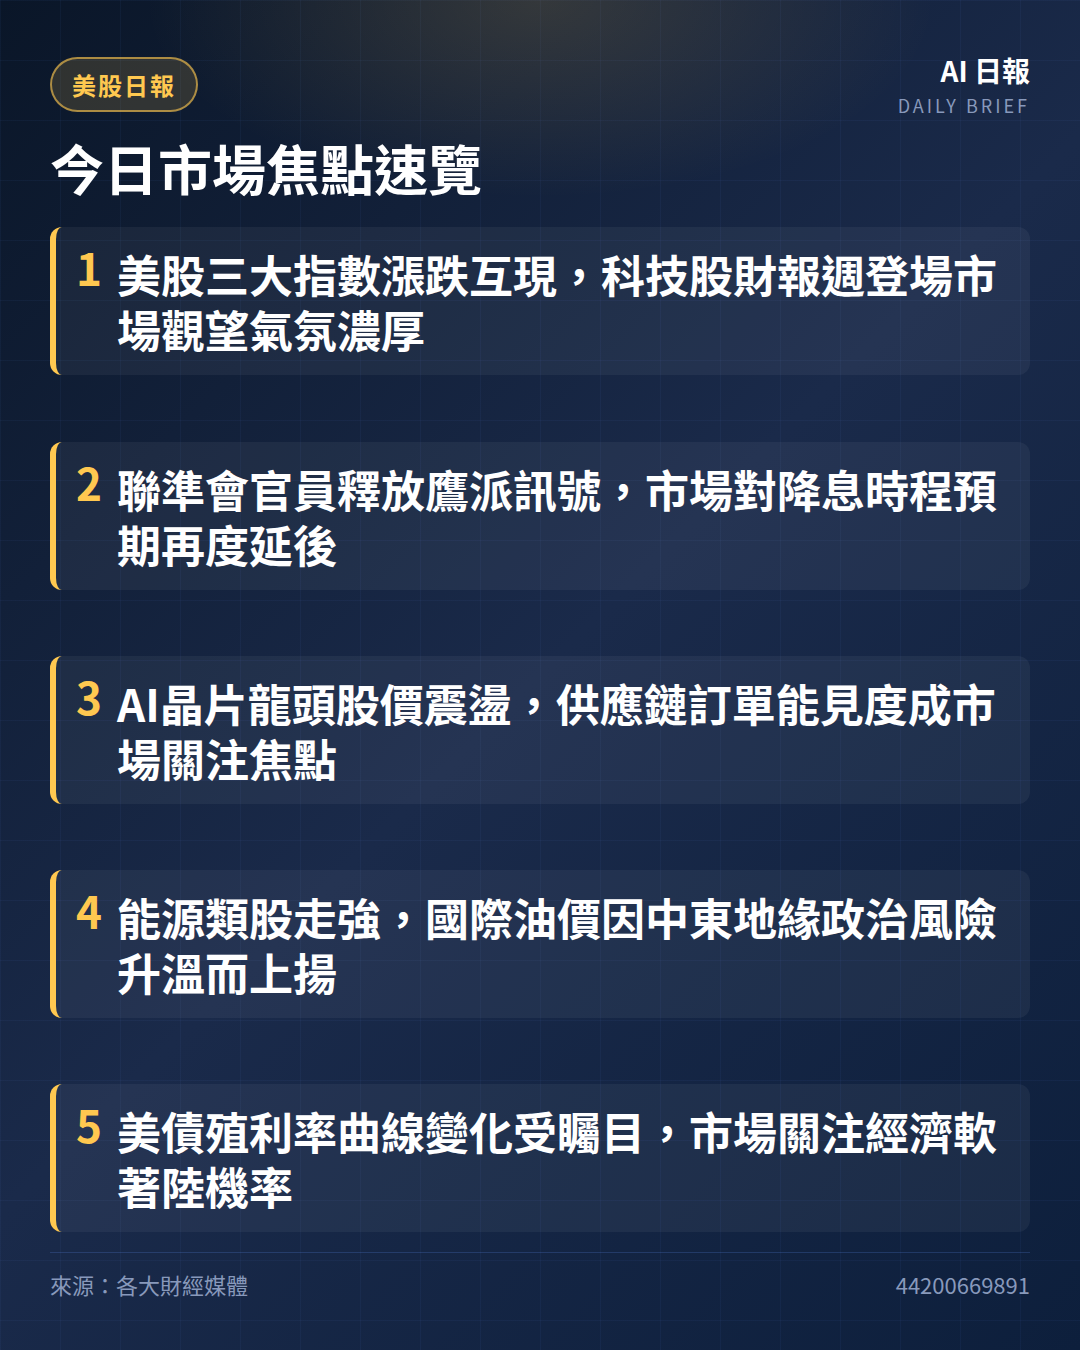 美股日報
AI 日報
DAILY BRIEF
今日市場焦點速覽
1 美股三大指數漲跌互現，科技股財報週登場市
場觀望氣氛濃厚
2 聯準會官員釋放鷹派訊號，市場對降息時程預
期再度延後
3 AI晶片龍頭股價震盪，供應鏈訂單能見度成市
場關注焦點
4 能源類股走強，國際油價因中東地緣政治風險
升溫而上揚
5 美債殖利率曲線變化受矚目，市場關注經濟軟
著陸機率
來源：各大財經媒體
44200669891